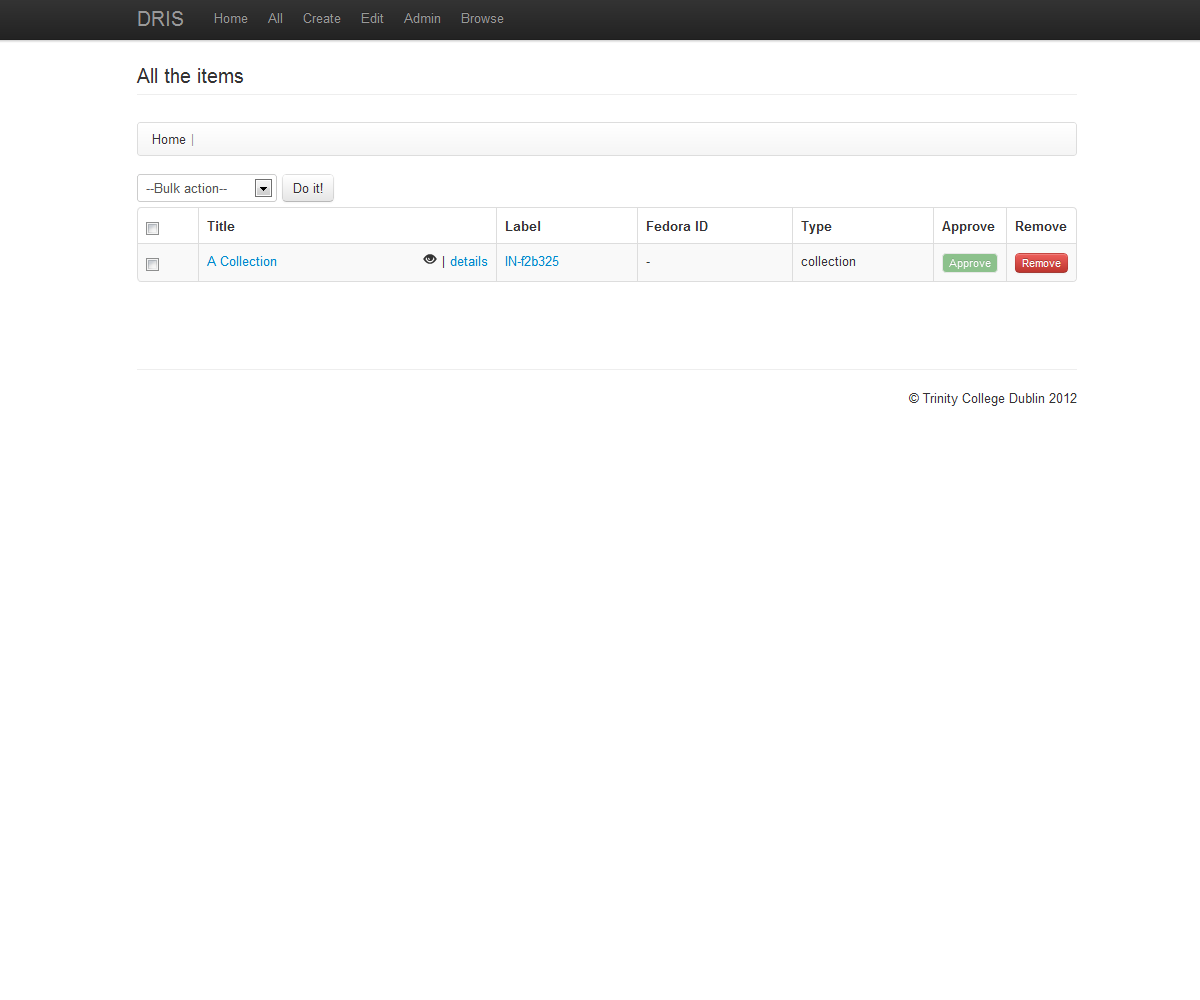 DRIS Home All Create Edit Admin Browse
All the items
Home |
--Bulk action-- Do it!
Title Label Fedora ID Type Approve Remove
A Collection | details IN-f2b325 - collection Approve Remove
© Trinity College Dublin 2012